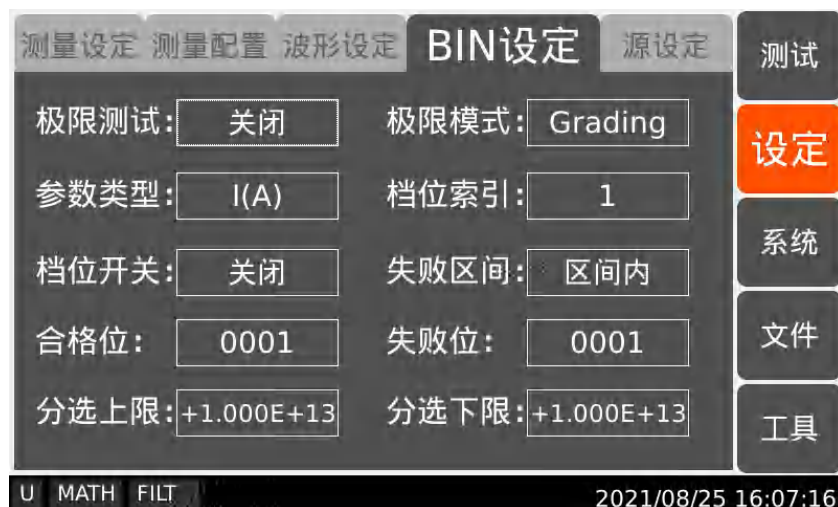 测量设定 测量配置 波形设定 BIN设定 源设定
测试
设定
系统
文件
工具
极限测试: 关闭 极限模式: Grading
参数类型: I(A) 档位索引: 1
档位开关: 关闭 失败区间: 区间内
合格位: 0001 失败位: 0001
分选上限: +1.000E+13 分选下限: +1.000E+13
U MATH FILT 2021/08/25 16:07:16